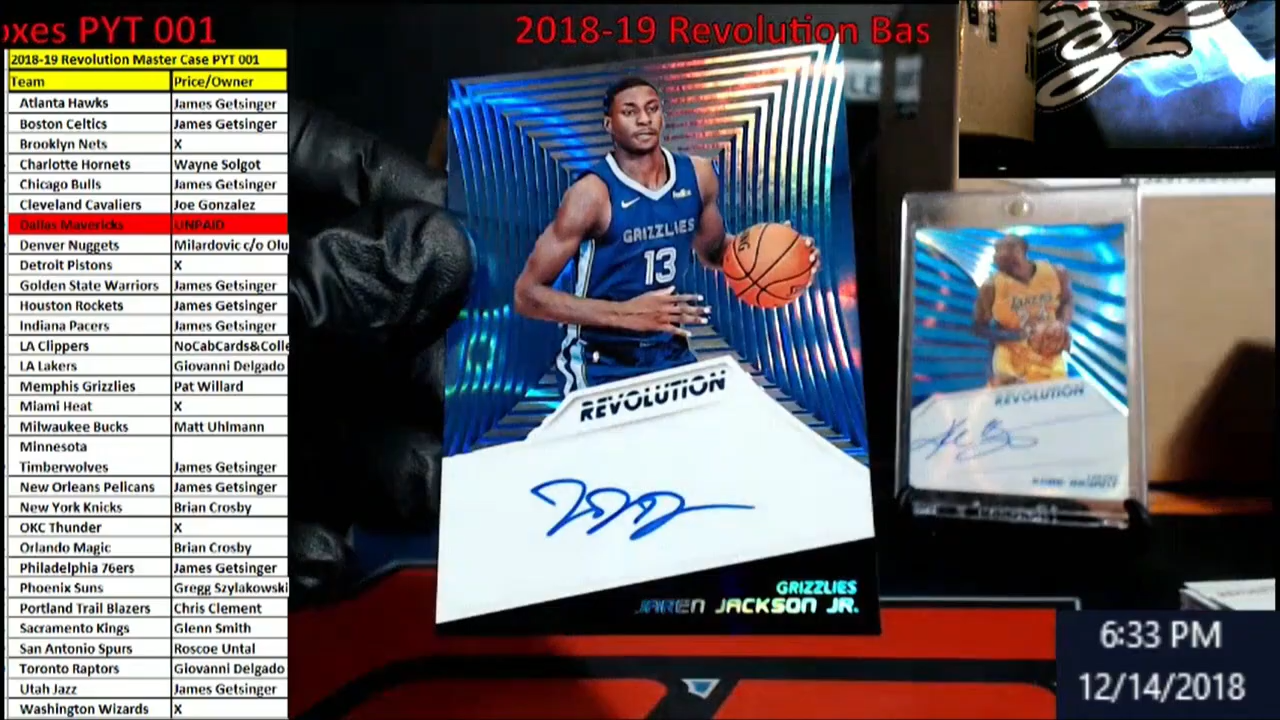 oxes PYT 001
2018-19 Revolution Bas
2018-19 Revolution Master Case PYT 001
Team Price/Owner
Atlanta Hawks James Getsinger
Boston Celtics James Getsinger
Brooklyn Nets X
Charlotte Hornets Wayne Solgot
Chicago Bulls James Getsinger
Cleveland Cavaliers Joe Gonzalez
Dallas Mavericks UNPAID
Denver Nuggets Milardovic c/o Olu
Detroit Pistons X
Golden State Warriors James Getsinger
Houston Rockets James Getsinger
Indiana Pacers James Getsinger
LA Clippers NoCabCards&Colle
LA Lakers Giovanni Delgado
Memphis Grizzlies Pat Willard
Miami Heat X
Milwaukee Bucks Matt Uhlmann
Minnesota
Timberwolves James Getsinger
New Orleans Pelicans James Getsinger
New York Knicks Brian Crosby
OKC Thunder X
Orlando Magic Brian Crosby
Philadelphia 76ers James Getsinger
Phoenix Suns Gregg Szylakowski
Portland Trail Blazers Chris Clement
Sacramento Kings Glenn Smith
San Antonio Spurs Roscoe Untal
Toronto Raptors Giovanni Delgado
Utah Jazz James Getsinger
Washington Wizards X
GRIZZLIES
13
REVOLUTION
GRIZZLIES
JAREN JACKSON JR.
LAKERS
REVOLUTION
KOBE BRYANT
6:33 PM
12/14/2018